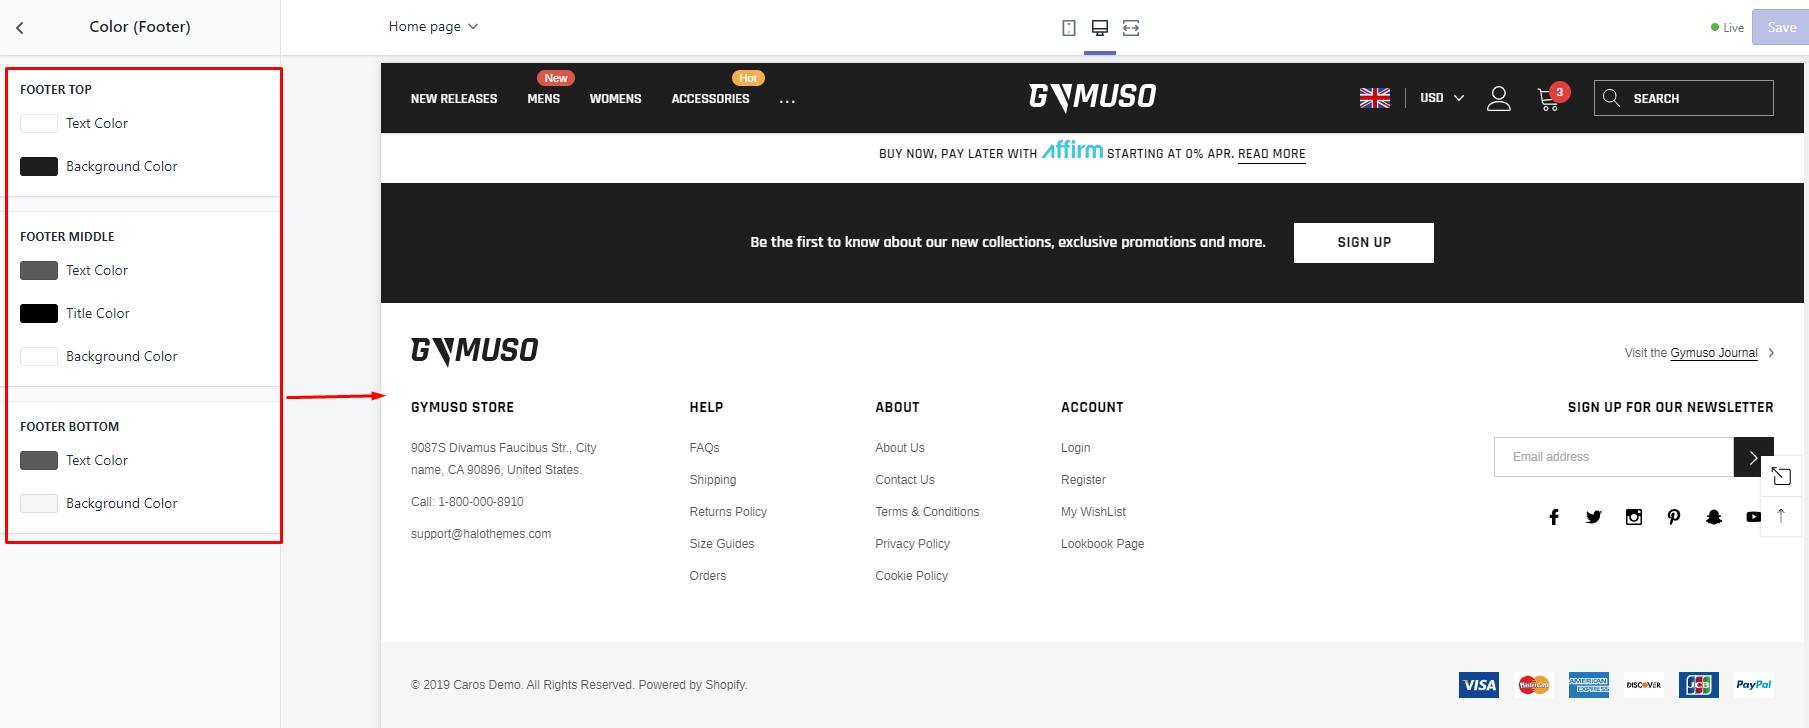 Color (Footer)
Home page
Live
Save
FOOTER TOP
Text Color
Background Color
FOOTER MIDDLE
Text Color
Title Color
Background Color
FOOTER BOTTOM
Text Color
Background Color
New
Hot
NEW RELEASES MENS WOMENS ACCESSORIES ...
GYMUSO
USD
3
SEARCH
BUY NOW, PAY LATER WITH affirm STARTING AT 0% APR. READ MORE
Be the first to know about our new collections, exclusive promotions and more.
SIGN UP
GYMUSO
Visit the Gymuso Journal
GYMUSO STORE
9087S Divamus Faucibus Str., City
name, CA 90896, United States.
Call: 1-800-000-8910
support@halothemes.com
HELP
FAQs
Shipping
Returns Policy
Size Guides
Orders
ABOUT
About Us
Contact Us
Terms & Conditions
Privacy Policy
Cookie Policy
ACCOUNT
Login
Register
My WishList
Lookbook Page
SIGN UP FOR OUR NEWSLETTER
Email address
© 2019 Caros Demo. All Rights Reserved. Powered by Shopify.
VISA
MasterCard
AMERICAN
EXPRESS
DISCOVER
JCB
PayPal